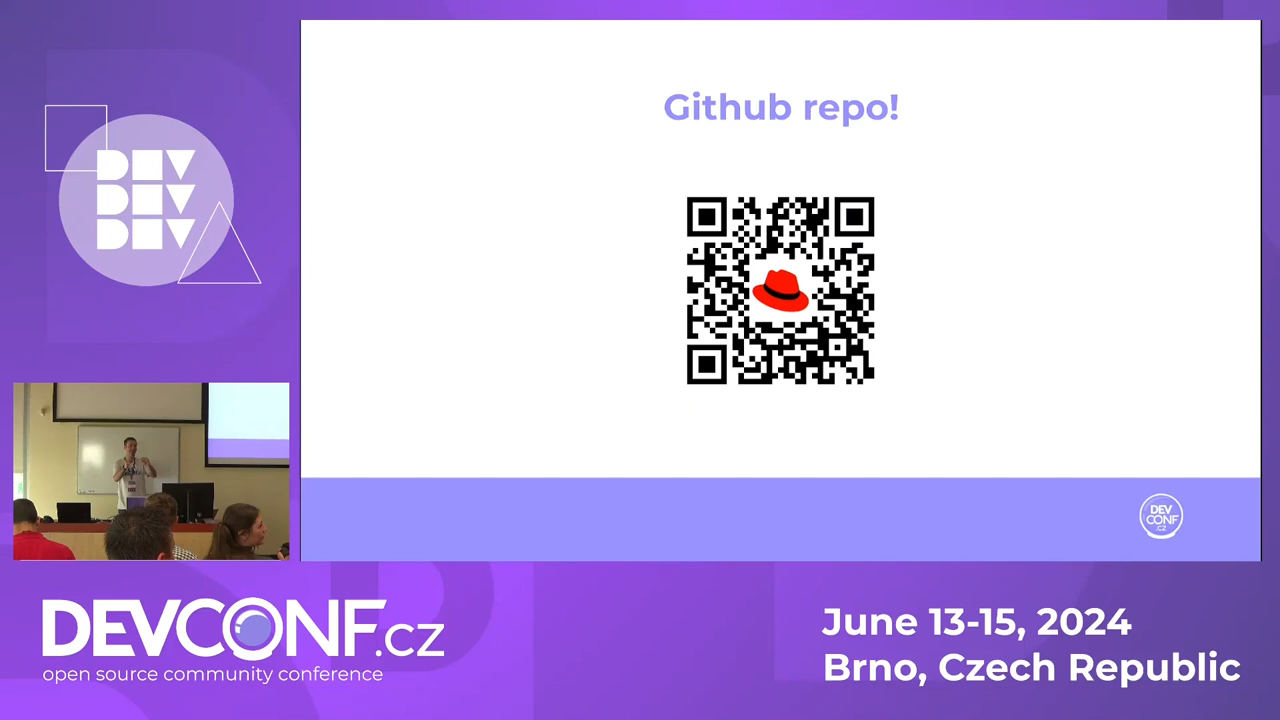 Github repo!
DEV
DEV
DEV
DEV
CONF
.CZ
DEVCONF.cz
open source community conference
June 13-15, 2024
Brno, Czech Republic